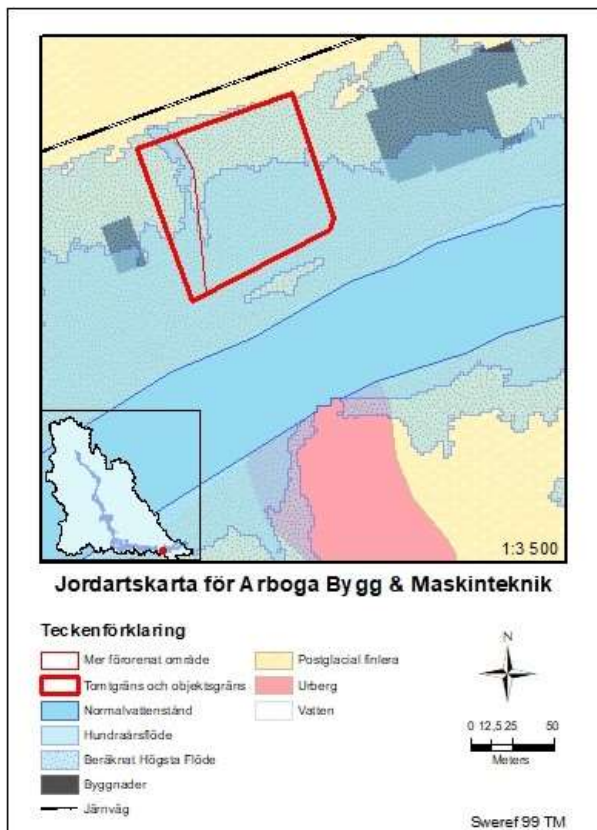 1:3 500
Jordartskarta för Arboga Bygg & Maskinteknik
Teckenförklaring
Mer förorenat område
Tomtgräns och objektsgräns
Normalvattenstånd
Hundraårsflöde
Beräknat Högsta Flöde
Byggnader
Järnväg
Postglacial finlera
Urberg
Vatten
N
0 12,5 25 50
Meters
Sweref 99 TM